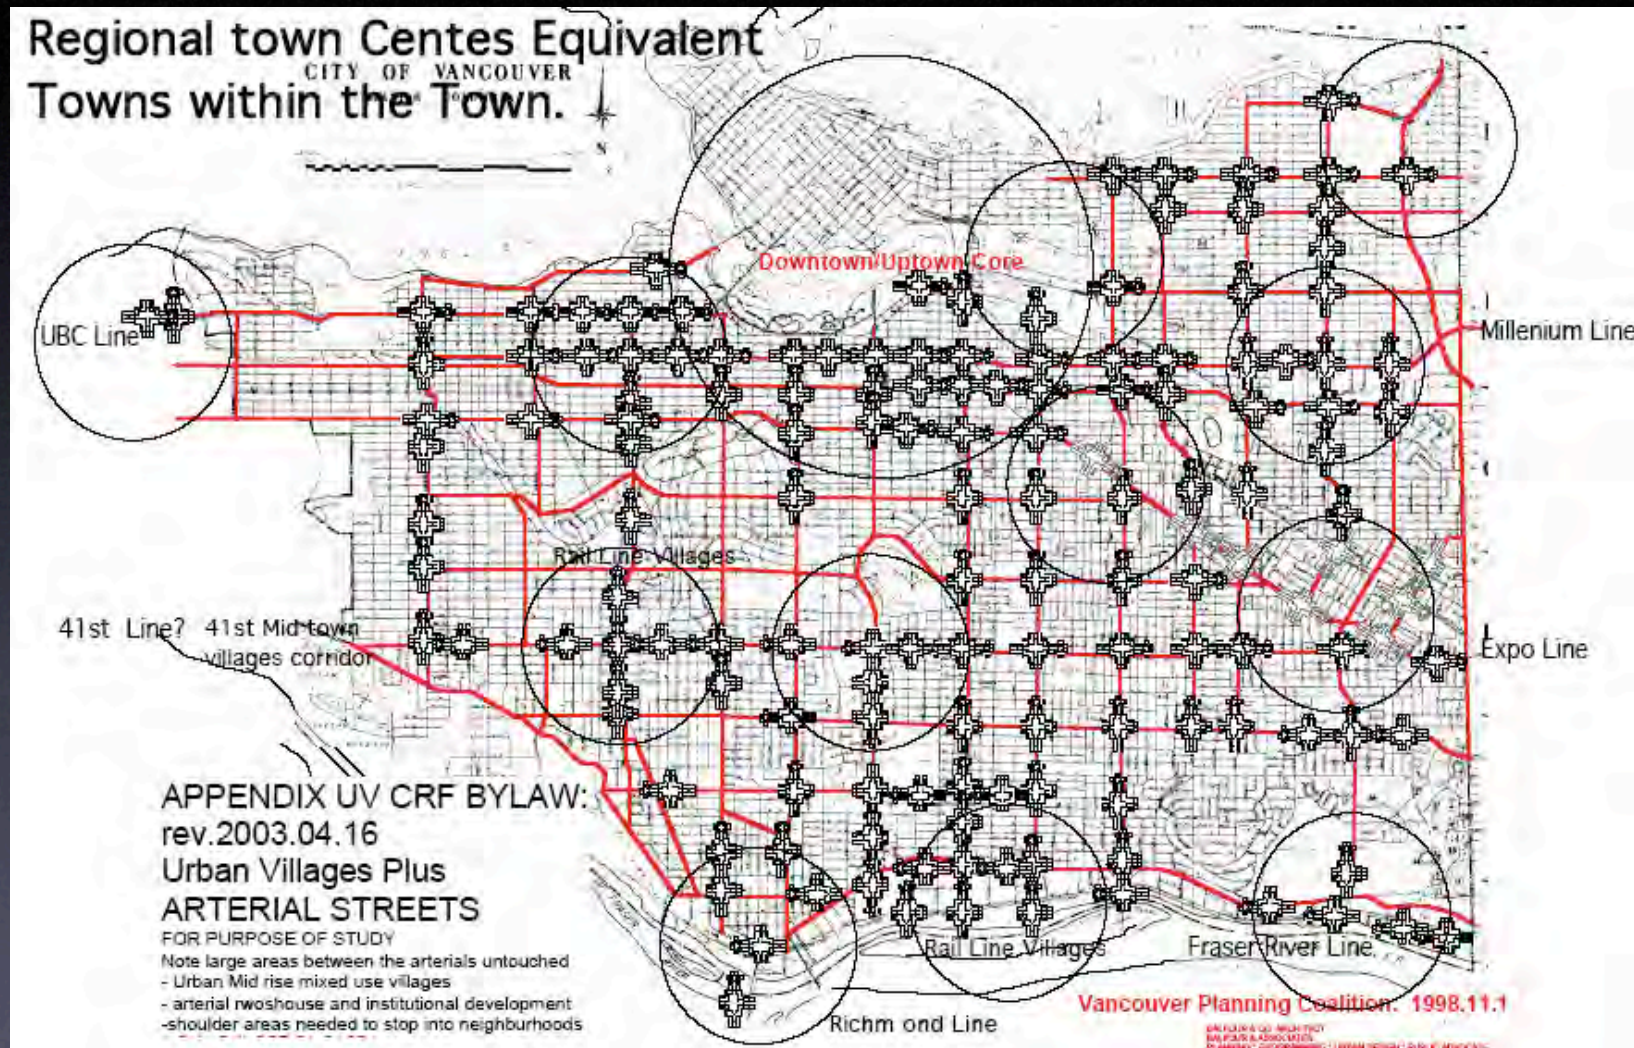 Regional town Centes Equivalent
CITY OF VANCOUVER
Towns within the Town.
N
Downtown/Uptown Core
UBC Line
Millenium Line
Rail Line Villages
41st Line?
41st Mid town
villages corridor
Expo Line
APPENDIX UV CRF BYLAW:
rev.2003.04.16
Urban Villages Plus
ARTERIAL STREETS
FOR PURPOSE OF STUDY
Note large areas between the arterials untouched
- Urban Mid rise mixed use villages
- arterial rwoshouse and institutional development
-shoulder areas needed to stop into neighburhoods
Rail Line Villages
Fraser River Line
Richm ond Line
Vancouver Planning Coalition. 1998.11.1